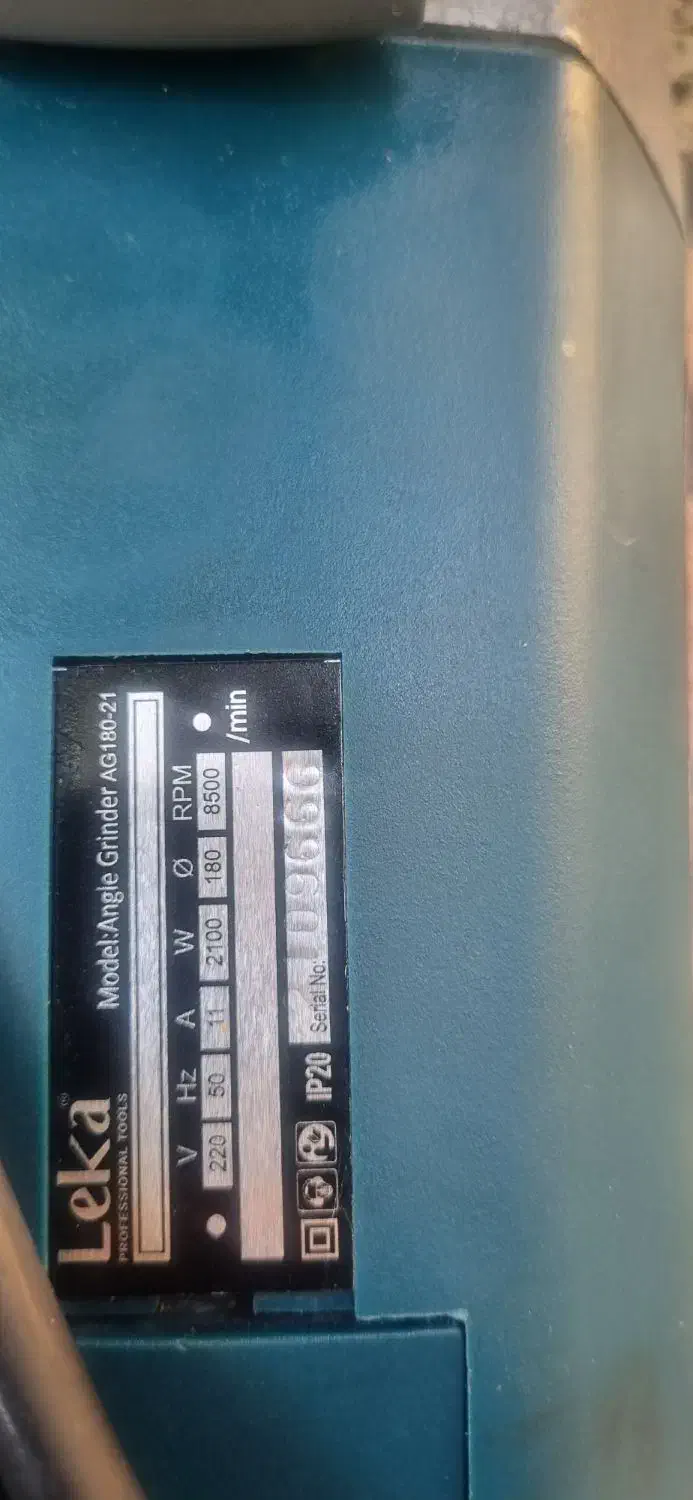 Leka®
PROFESSIONAL TOOLS
Model:Angle Grinder AG180-21
V Hz A W Ø RPM
220 50 11 2100 180 8500 /min
IP20 Serial No: